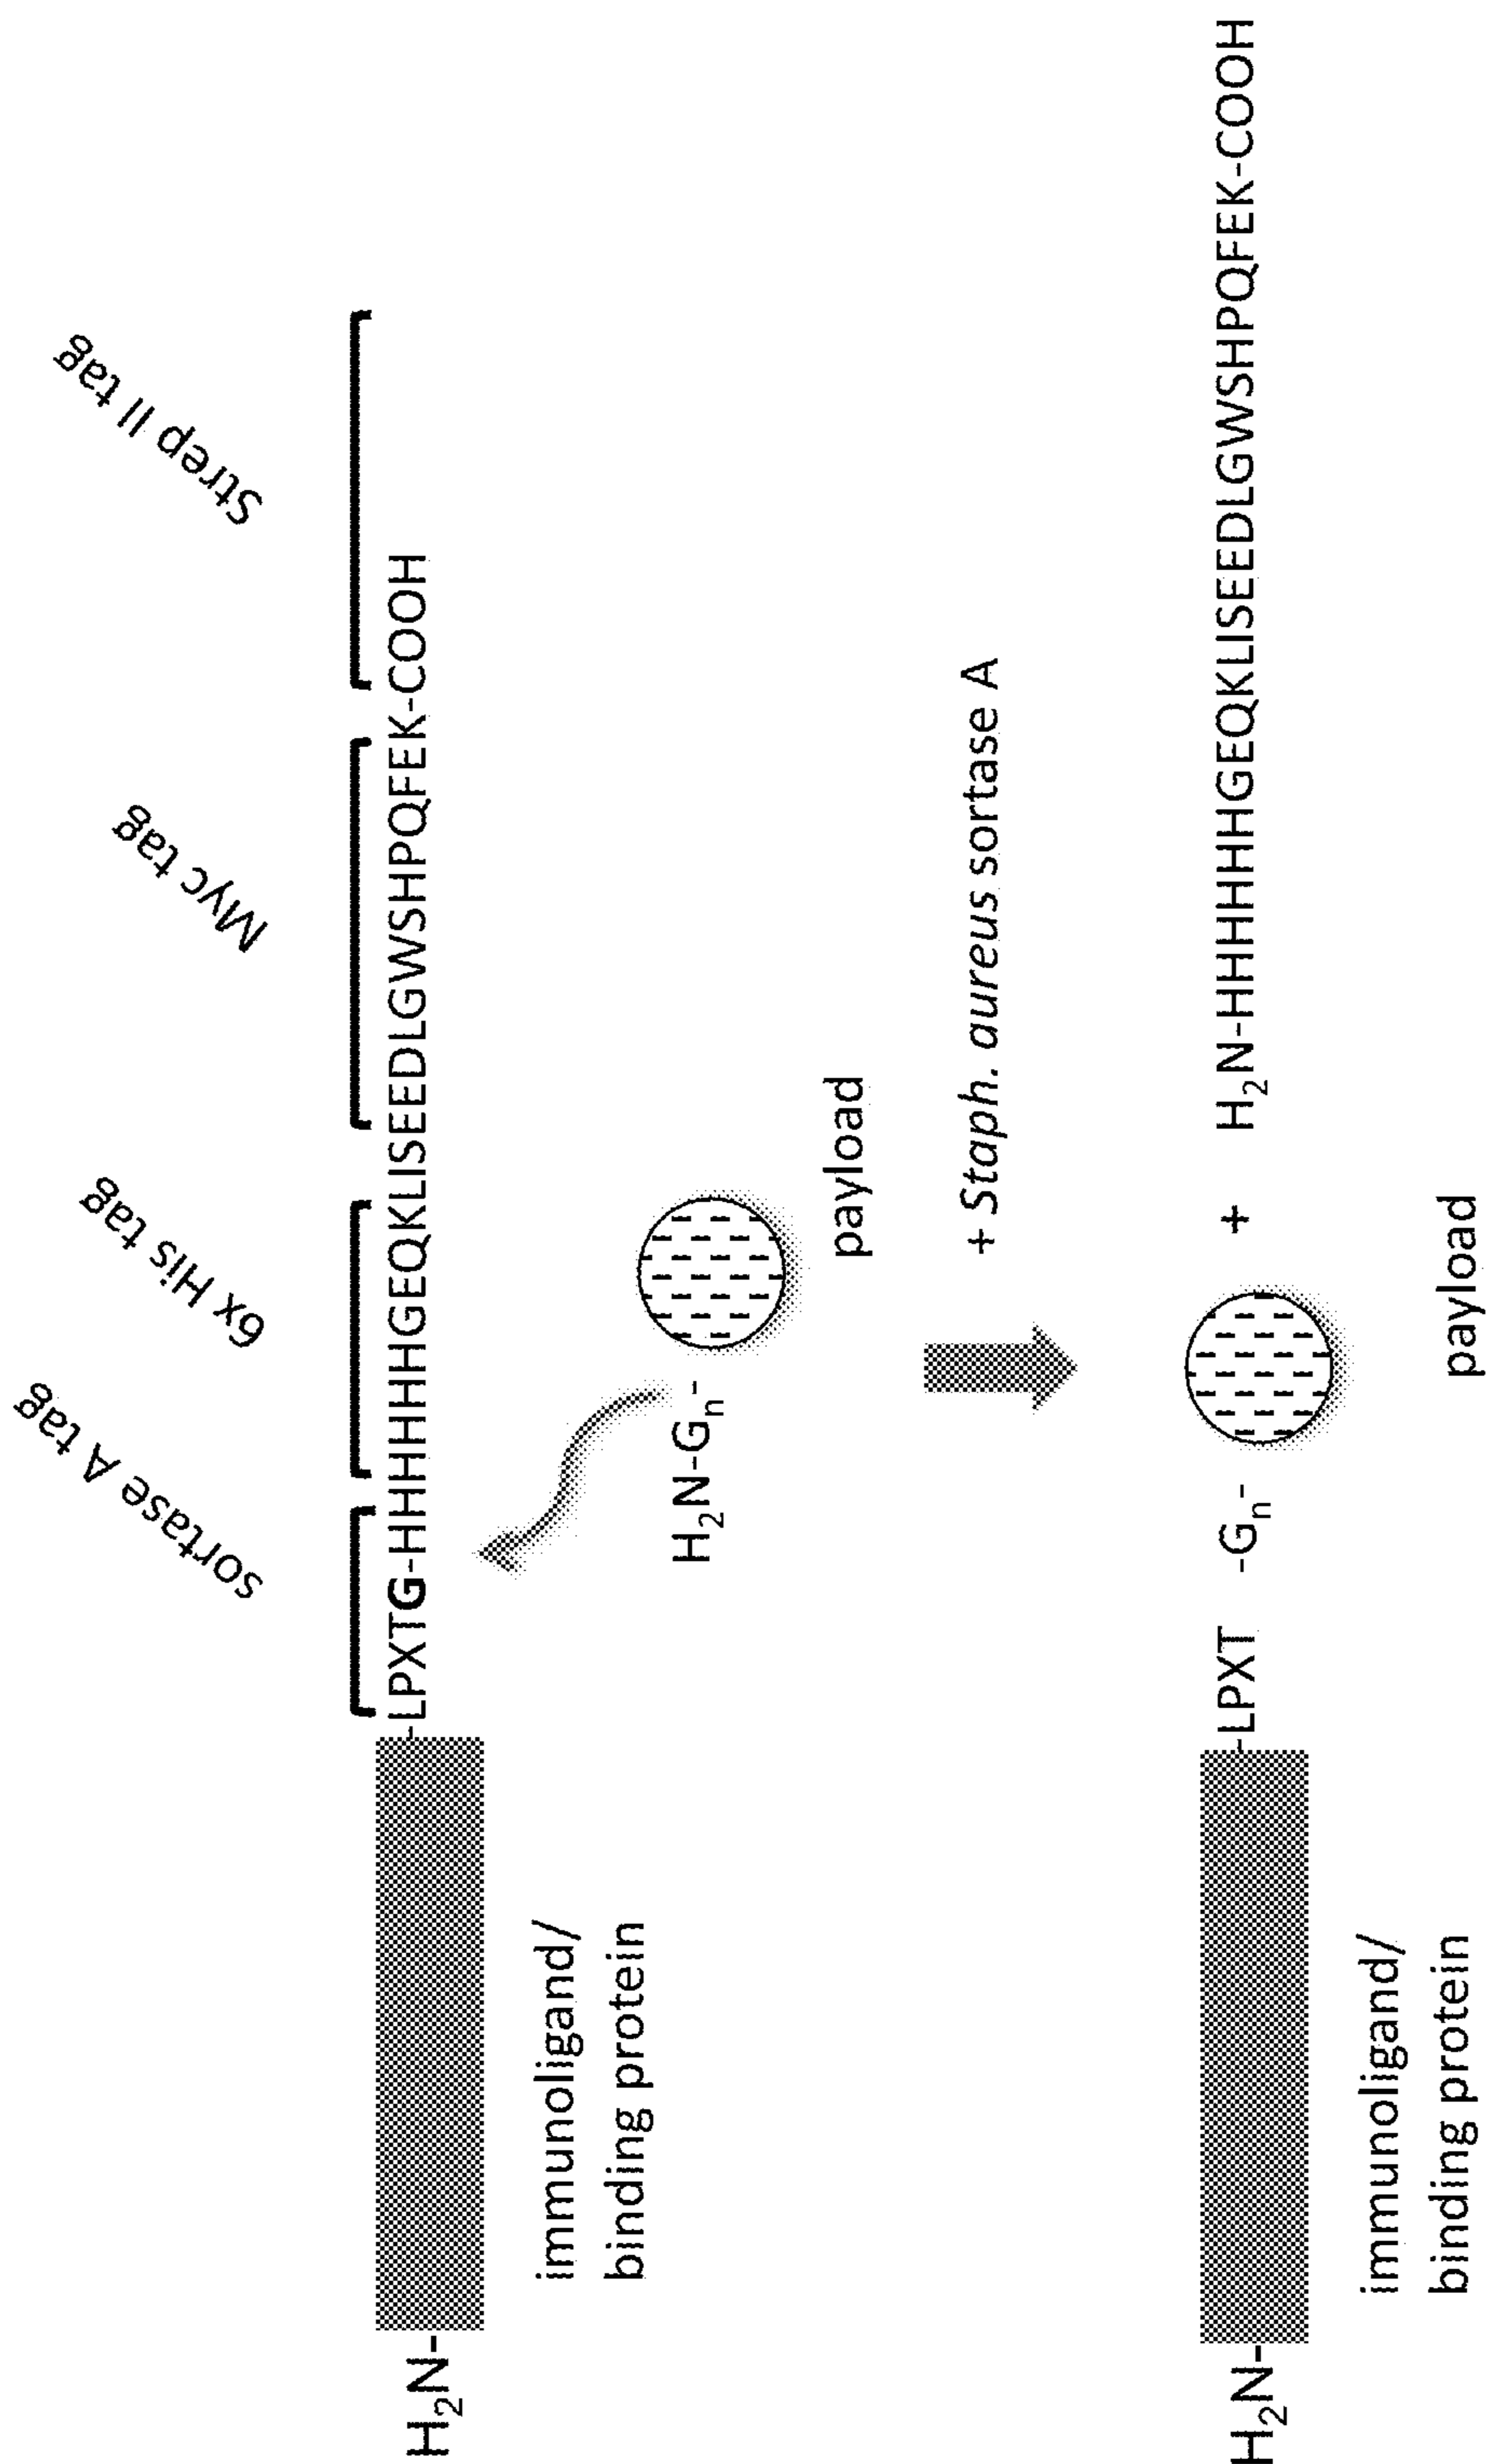 sortase A tag 6x His tag Myc tag Strep II tag
H₂N- -LPXTG-HHHHHHGEQKLISEEDLGWSHPQFEK-COOH
immunoligand/
binding protein
H₂N-Gₙ-
payload
+ Staph. aureus sortase A
H₂N- -LPXT -Gₙ- + H₂N-HHHHHHGEQKLISEEDLGWSHPQFEK-COOH
immunoligand/
binding protein
payload